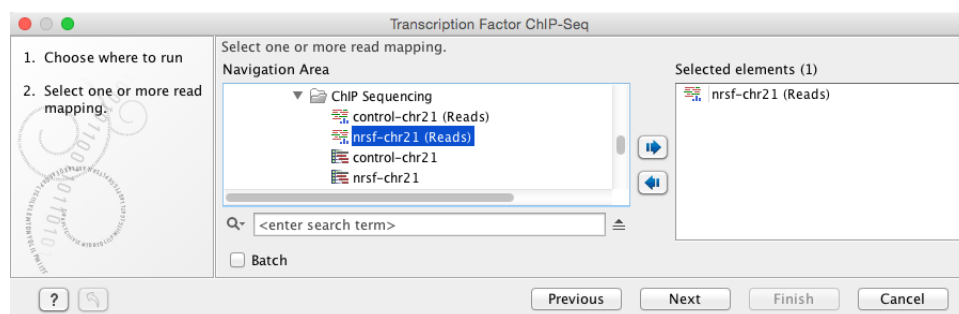 Transcription Factor ChIP-Seq
1. Choose where to run
2. Select one or more read
mapping.
Select one or more read mapping.
Navigation Area
ChIP Sequencing
control-chr21 (Reads)
nrsf-chr21 (Reads)
control-chr21
nrsf-chr21
<enter search term>
Batch
Selected elements (1)
nrsf-chr21 (Reads)
?
Previous
Next
Finish
Cancel